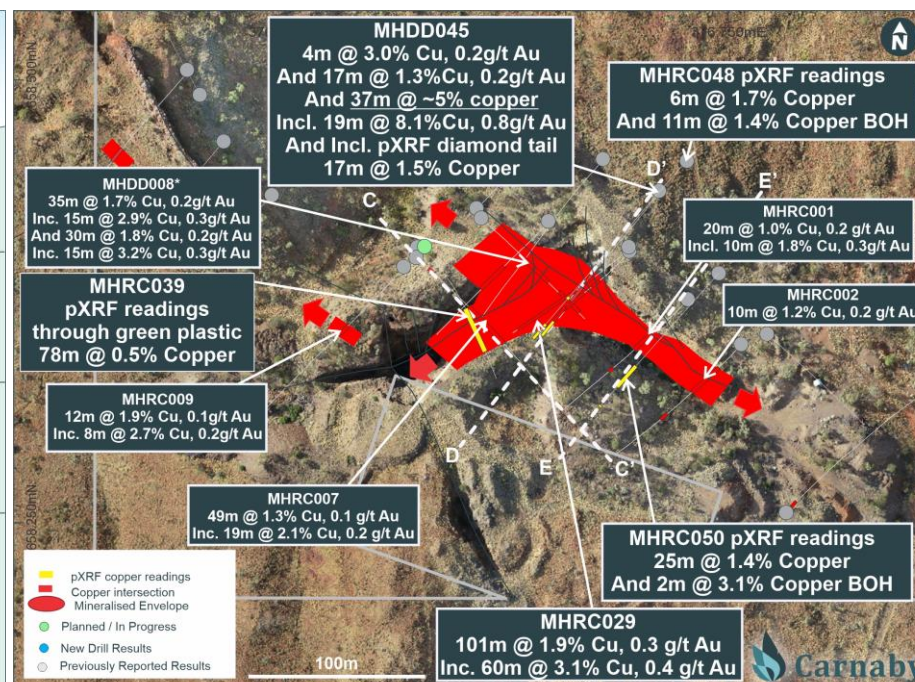 N
MHDD045
4m @ 3.0% Cu, 0.2g/t Au
And 17m @ 1.3%Cu, 0.2g/t Au
And 37m @ ~5% copper
Incl. 19m @ 8.1%Cu, 0.8g/t Au
And Incl. pXRF diamond tail
17m @ 1.5% Copper
MHRC048 pXRF readings
6m @ 1.7% Copper
And 11m @ 1.4% Copper BOH
MHDD008*
35m @ 1.7% Cu, 0.2g/t Au
Inc. 15m @ 2.9% Cu, 0.3g/t Au
And 30m @ 1.8% Cu, 0.2g/t Au
Inc. 15m @ 3.2% Cu, 0.3g/t Au
C
D'
E'
MHRC001
20m @ 1.0% Cu, 0.2 g/t Au
Incl. 10m @ 1.8% Cu, 0.3g/t Au
MHRC039
pXRF readings
through green plastic
78m @ 0.5% Copper
MHRC002
10m @ 1.2% Cu, 0.2 g/t Au
MHRC009
12m @ 1.9% Cu, 0.1g/t Au
Inc. 8m @ 2.7% Cu, 0.2g/t Au
D
E
C'
MHRC007
49m @ 1.3% Cu, 0.1 g/t Au
Inc. 19m @ 2.1% Cu, 0.2 g/t Au
MHRC050 pXRF readings
25m @ 1.4% Copper
And 2m @ 3.1% Copper BOH
MHRC029
101m @ 1.9% Cu, 0.3 g/t Au
Inc. 60m @ 3.1% Cu, 0.4 g/t Au
pXRF copper readings
Copper intersection
Mineralised Envelope
Planned / In Progress
New Drill Results
Previously Reported Results
100m
Carnaby